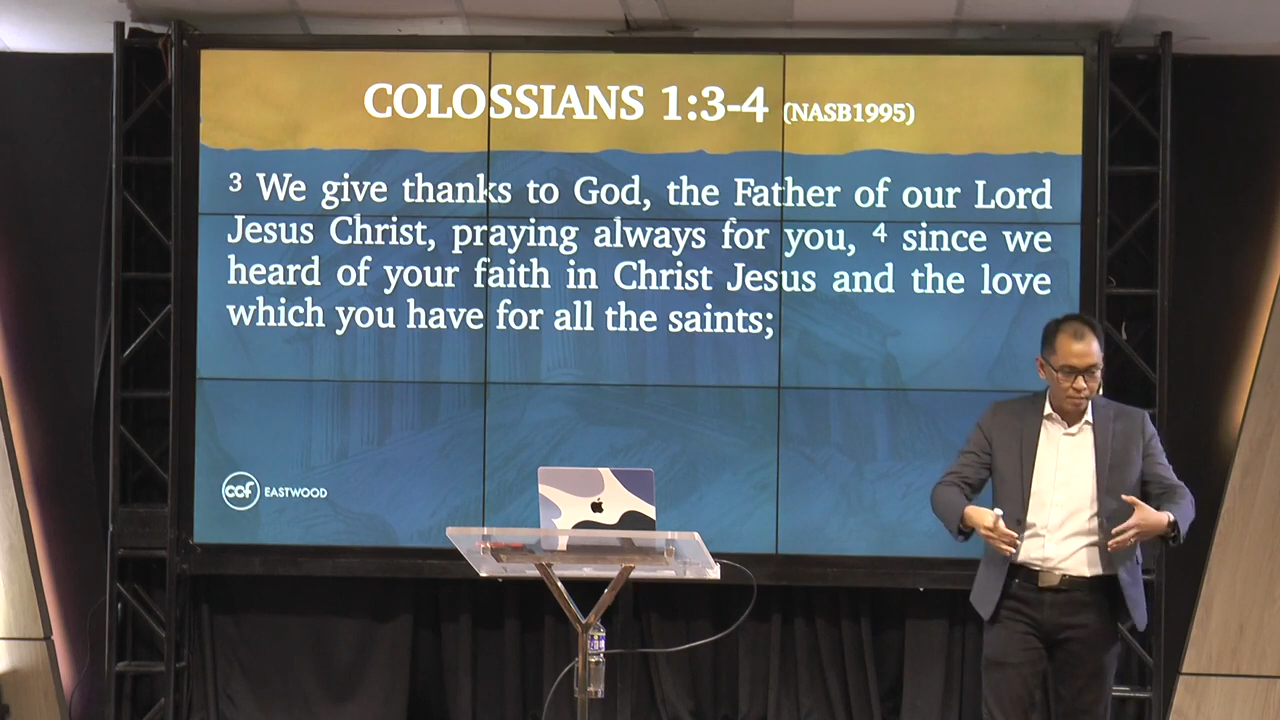 COLOSSIANS 1:3-4 (NASB1995)
³ We give thanks to God, the Father of our Lord
Jesus Christ, praying always for you, ⁴ since we
heard of your faith in Christ Jesus and the love
which you have for all the saints;
ccf EASTWOOD